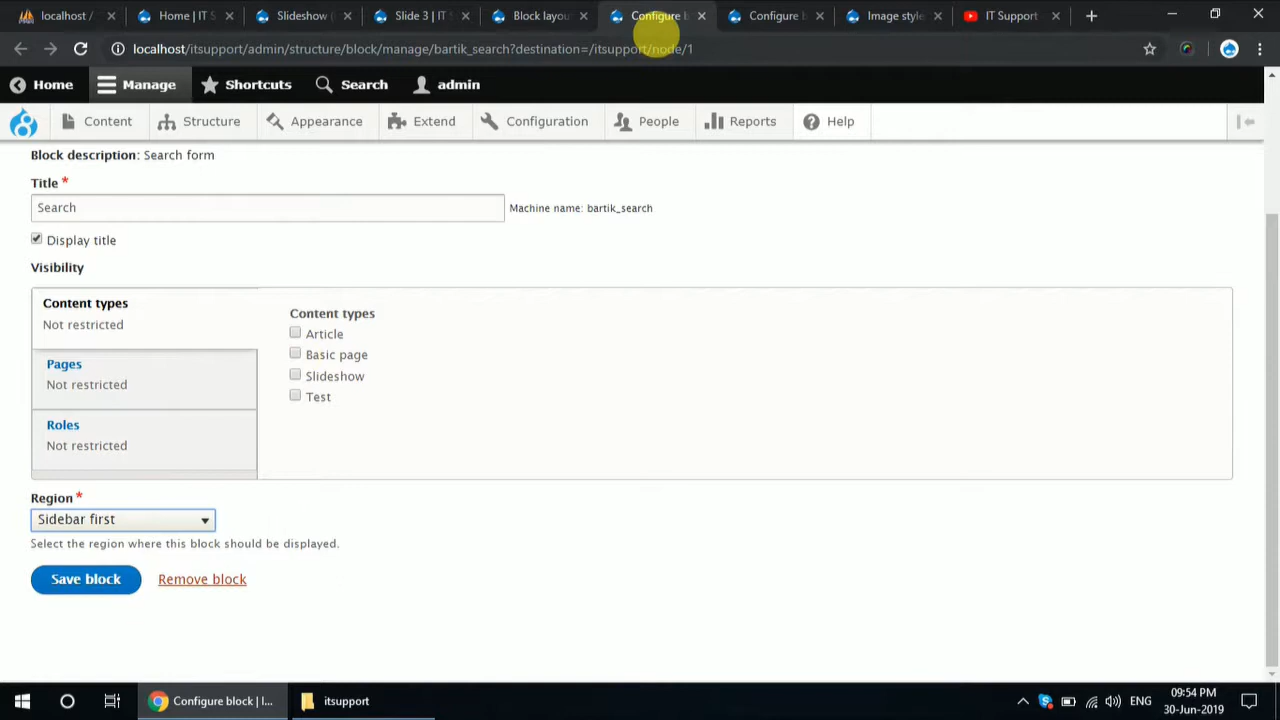 localhost /
Home | IT S
Slideshow (
Slide 3 | IT S
Block layou
Configure b
Configure b
Image style
IT Support
localhost/itsupport/admin/structure/block/manage/bartik_search?destination=/itsupport/node/1
Home
Manage
Shortcuts
Search
admin
Content
Structure
Appearance
Extend
Configuration
People
Reports
Help
Block description: Search form
Title *
Search
Machine name: bartik_search
Display title
Visibility
Content types
Not restricted
Pages
Not restricted
Roles
Not restricted
Content types
Article
Basic page
Slideshow
Test
Region *
Sidebar first
Select the region where this block should be displayed.
Save block
Remove block
Configure block | I...
itsupport
ENG
09:54 PM
30-Jun-2019